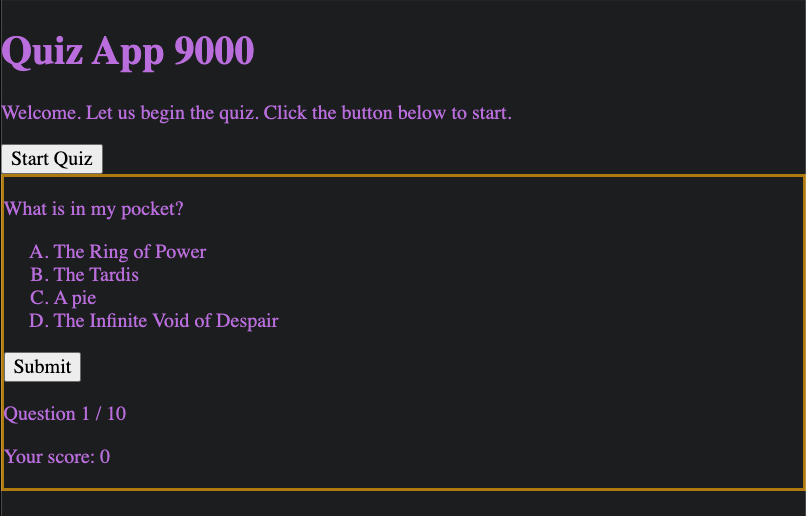 Quiz App 9000
Welcome. Let us begin the quiz. Click the button below to start.
Start Quiz
What is in my pocket?
A. The Ring of Power
B. The Tardis
C. A pie
D. The Infinite Void of Despair
Submit
Question 1 / 10
Your score: 0